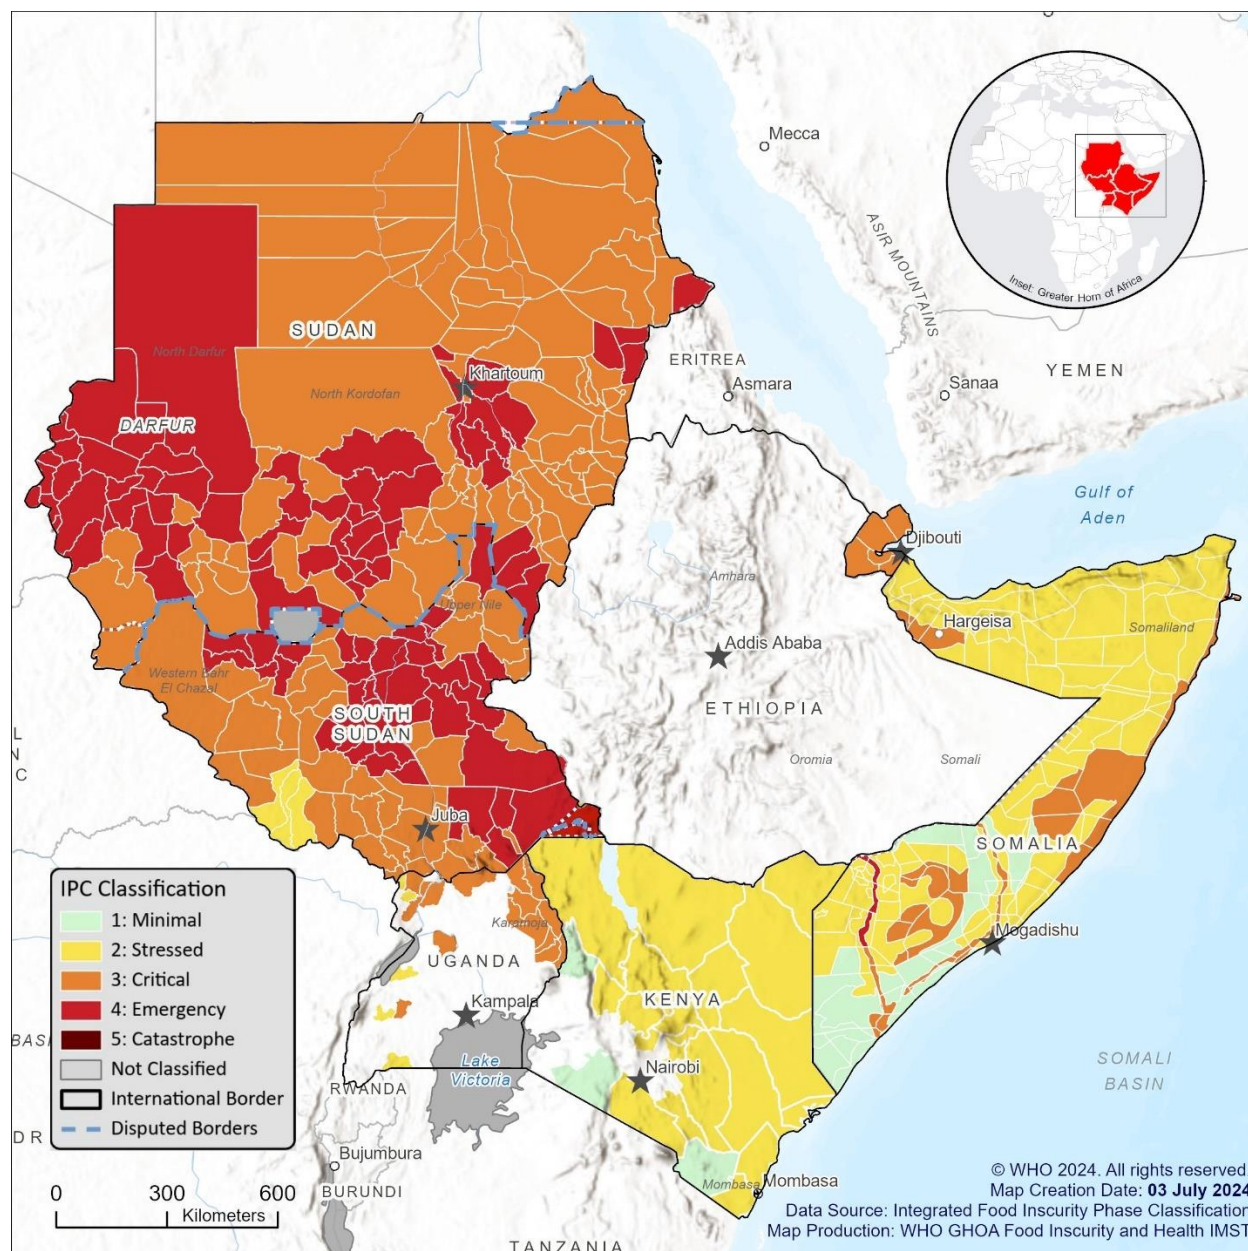 Mecca
ASIR MOUNTAINS
Inset: Greater Horn of Africa
SUDAN
North Darfur
Khartoum
ERITREA
Asmara
Sanaa
YEMEN
North Kordofan
DARFUR
Gulf of
Aden
Djibouti
Amhara
Upper Nile
Hargeisa
Somaliland
Addis Ababa
Western Bahr
El Chazal
ETHIOPIA
SOUTH
SUDAN
L
N
C
Oromia
Somali
Juba
SOMALIA
IPC Classification
1: Minimal
2: Stressed
3: Critical
4: Emergency
5: Catastrophe
Not Classified
International Border
Disputed Borders
Karamoja
Mogadishu
UGANDA
KENYA
Kampala
BASI
Lake
Victoria
Nairobi
SOMALI
BASIN
RWANDA
DR
Bujumbura
BURUNDI
Mombasa
Mombasa
0 300 600
Kilometers
TANZANIA
© WHO 2024. All rights reserved.
Map Creation Date: 03 July 2024
Data Source: Integrated Food Inscurity Phase Classification
Map Production: WHO GHOA Food Inscurity and Health IMST